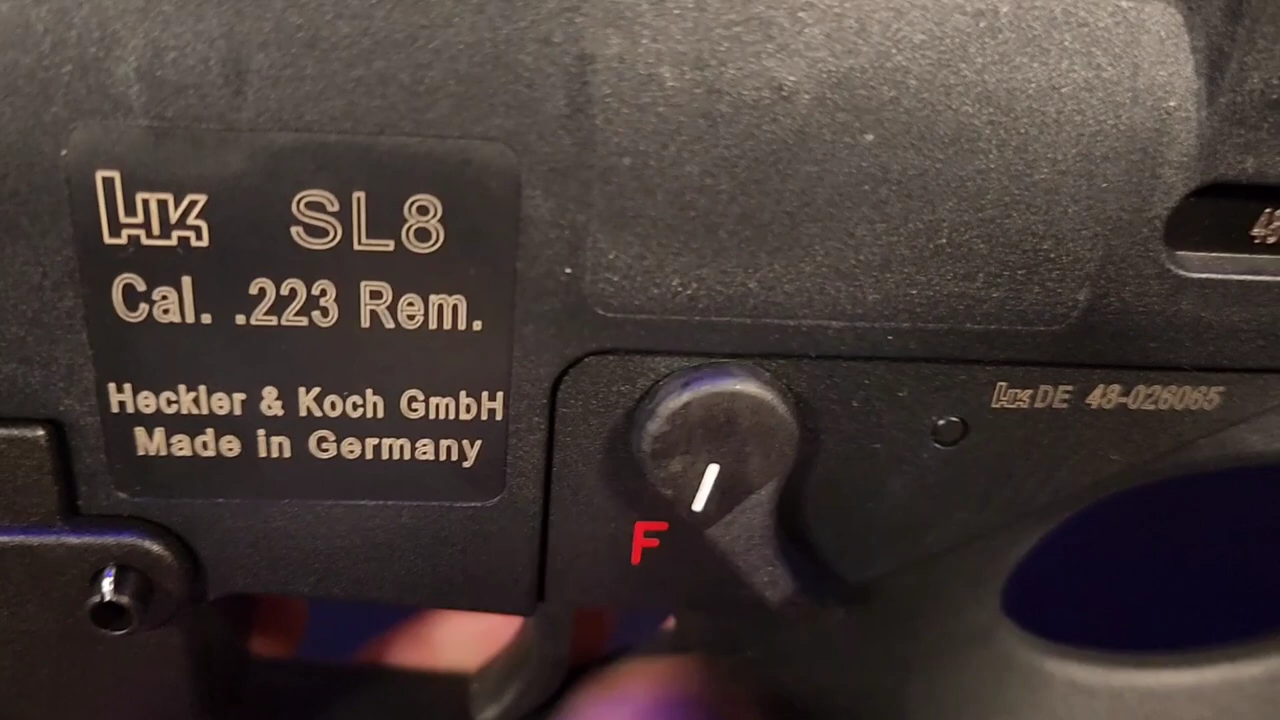 HK SL8
Cal. .223 Rem.
Heckler & Koch GmbH
Made in Germany
HK DE 48-026065
F